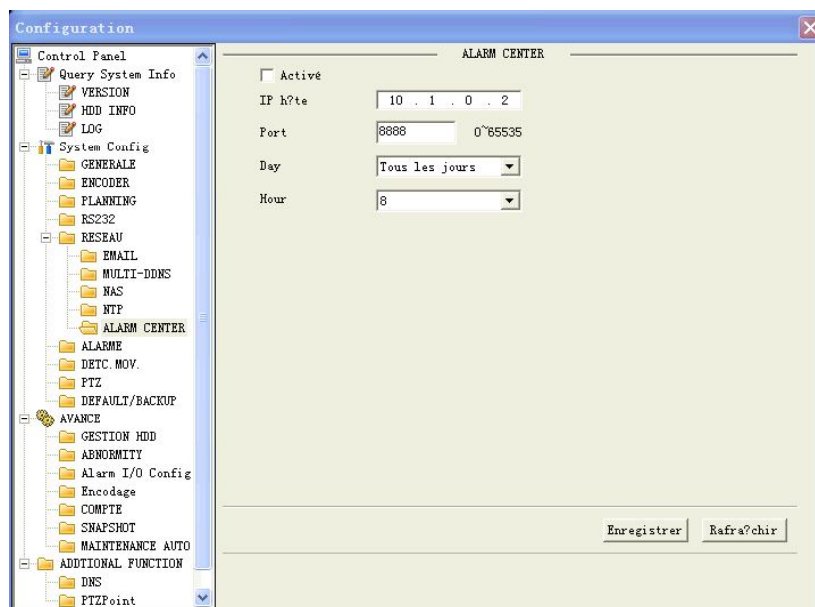 Configuration
Control Panel
Query System Info
VERSION
HDD INFO
LOG
System Config
GENERALE
ENCODER
PLANNING
RS232
RESEAU
EMAIL
MULTI-DDNS
NAS
NTP
ALARM CENTER
ALARME
DETC. MOV.
PTZ
DEFAULT/BACKUP
AVANCE
GESTION HDD
ABNORMITY
Alarm I/O Config
Encodage
COMPTE
SNAPSHOT
MAINTENANCE AUTO
ADDTIONAL FUNCTION
DNS
PTZPoint
ALARM CENTER
Activé
IP h?te 10 . 1 . 0 . 2
Port 8888 0~65535
Day Tous les jours
Hour 8
Enregistrer Rafra?chir